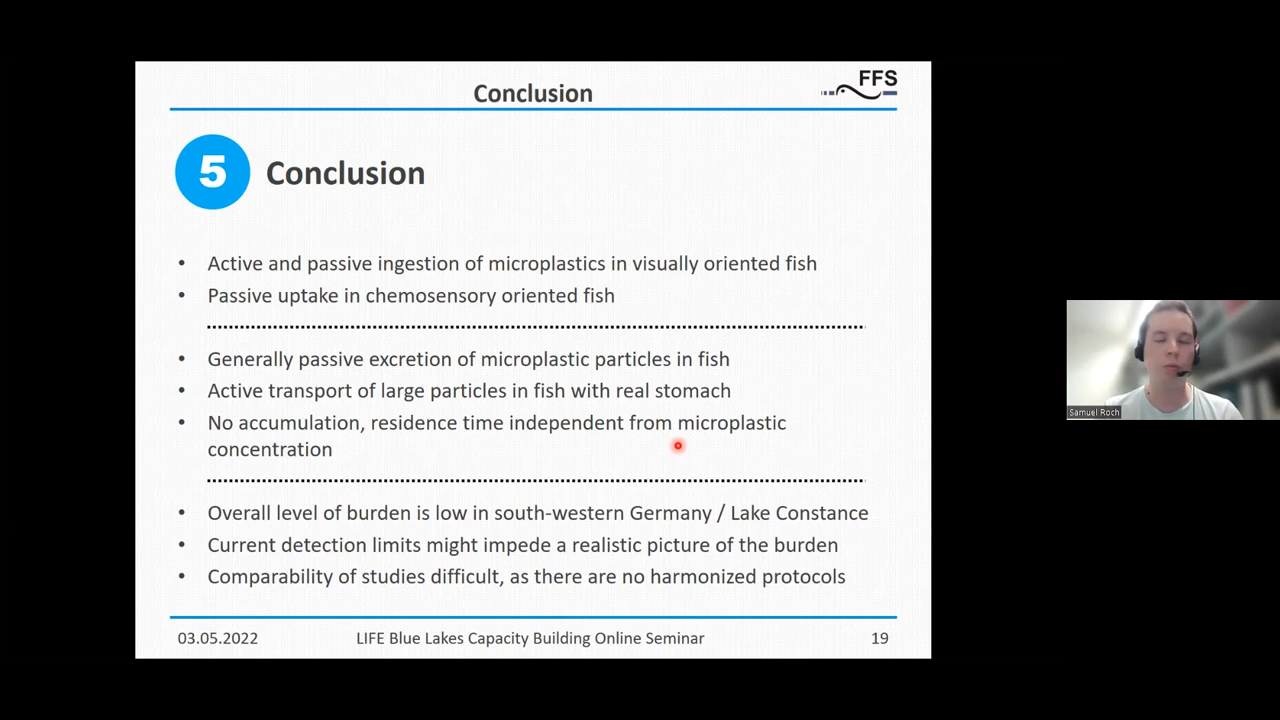 Conclusion
FFS
5
Conclusion
• Active and passive ingestion of microplastics in visually oriented fish
• Passive uptake in chemosensory oriented fish
• Generally passive excretion of microplastic particles in fish
• Active transport of large particles in fish with real stomach
• No accumulation, residence time independent from microplastic
concentration
• Overall level of burden is low in south-western Germany / Lake Constance
• Current detection limits might impede a realistic picture of the burden
• Comparability of studies difficult, as there are no harmonized protocols
03.05.2022
LIFE Blue Lakes Capacity Building Online Seminar
19
Samuel Roch